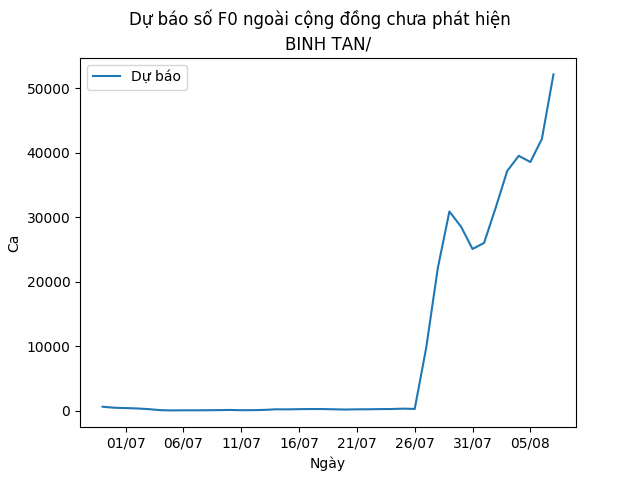 Dự báo số F0 ngoài cộng đồng chưa phát hiện
BINH TAN/
Dự báo
50000
40000
30000
20000
10000
0
Ca
01/07 06/07 11/07 16/07 21/07 26/07 31/07 05/08
Ngày